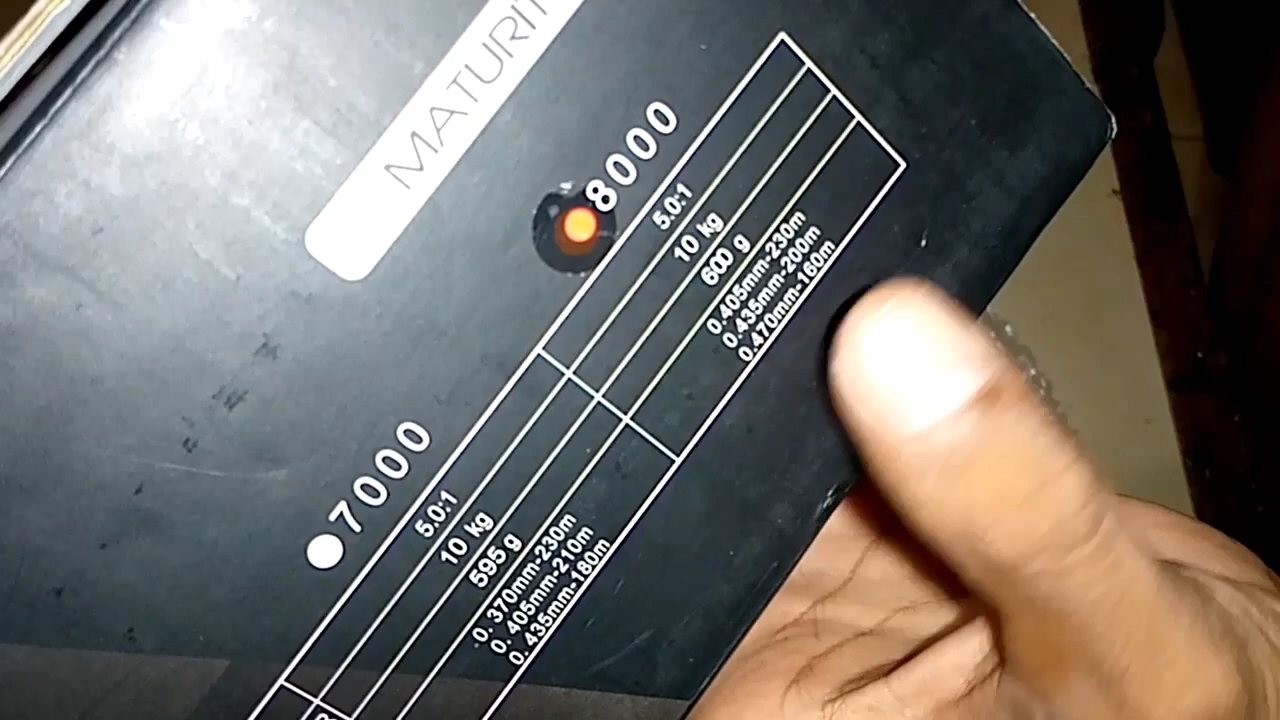 MATURIT
8000
5.0:1
10 kg
600 g
0.405mm-230m
0.435mm-200m
0.470mm-160m
7000
5.0:1
10 kg
595 g
0. 370mm-230m
0. 405mm-210m
0. 435mm-180m